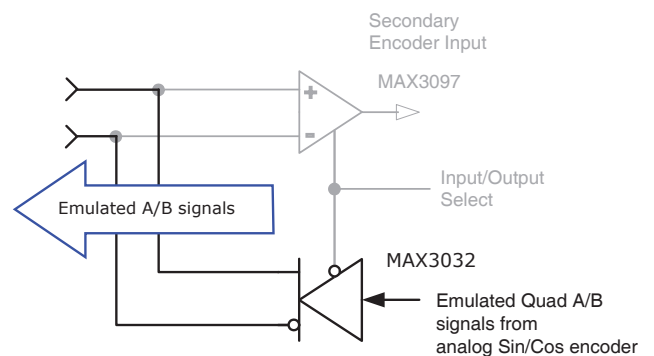 Secondary
Encoder Input
MAX3097
+
-
Input/Output
Select
Emulated A/B signals
MAX3032
Emulated Quad A/B
signals from
analog Sin/Cos encoder